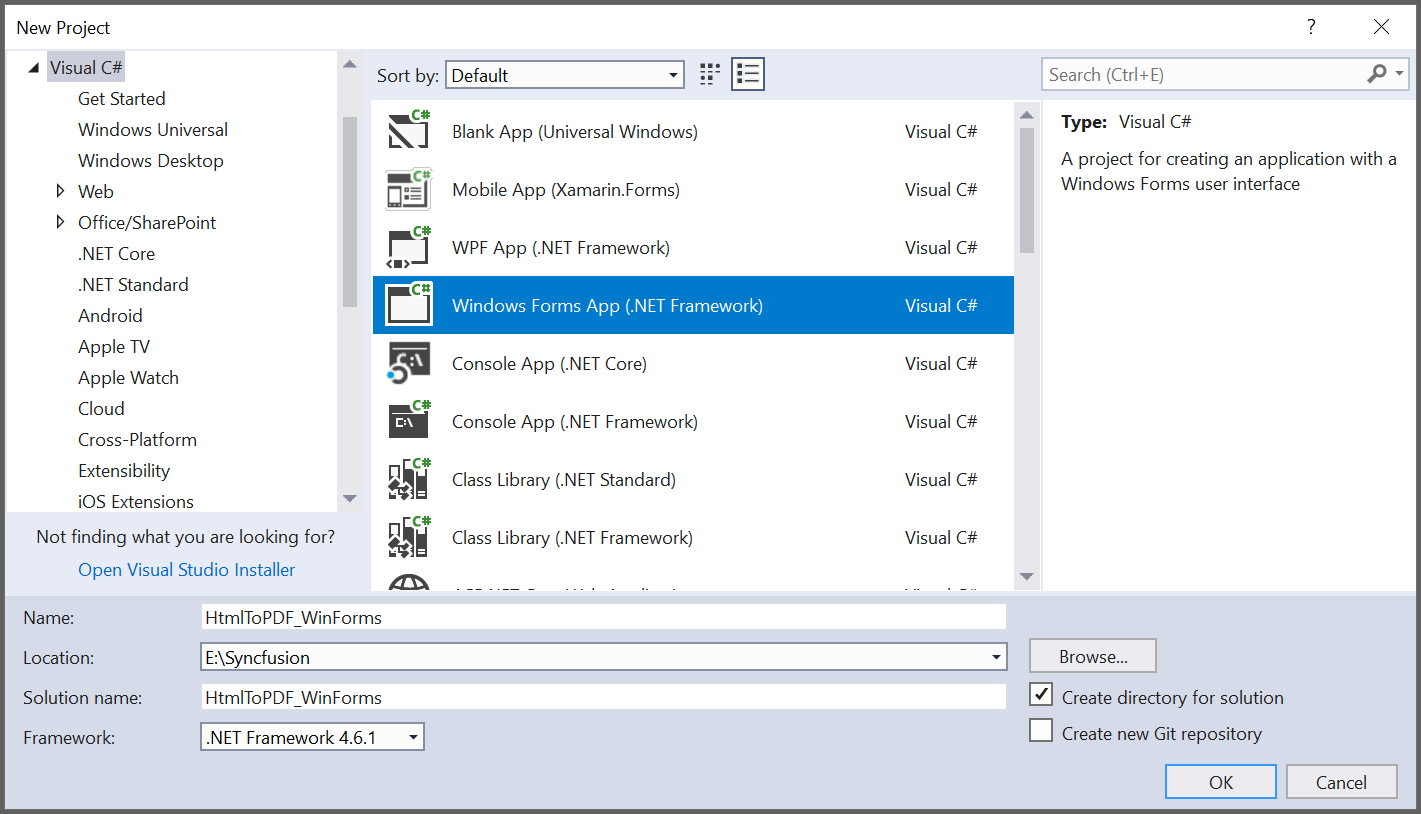 New Project
?
Visual C#
Get Started
Windows Universal
Windows Desktop
Web
Office/SharePoint
.NET Core
.NET Standard
Android
Apple TV
Apple Watch
Cloud
Cross-Platform
Extensibility
iOS Extensions
Not finding what you are looking for?
Open Visual Studio Installer
Sort by: Default
Blank App (Universal Windows) Visual C#
Mobile App (Xamarin.Forms) Visual C#
WPF App (.NET Framework) Visual C#
Windows Forms App (.NET Framework) Visual C#
Console App (.NET Core) Visual C#
Console App (.NET Framework) Visual C#
Class Library (.NET Standard) Visual C#
Class Library (.NET Framework) Visual C#
Search (Ctrl+E)
Type: Visual C#
A project for creating an application with a
Windows Forms user interface
Name: HtmlToPDF_WinForms
Location: E:\Syncfusion
Browse...
Solution name: HtmlToPDF_WinForms
Create directory for solution
Framework: .NET Framework 4.6.1
Create new Git repository
OK
Cancel